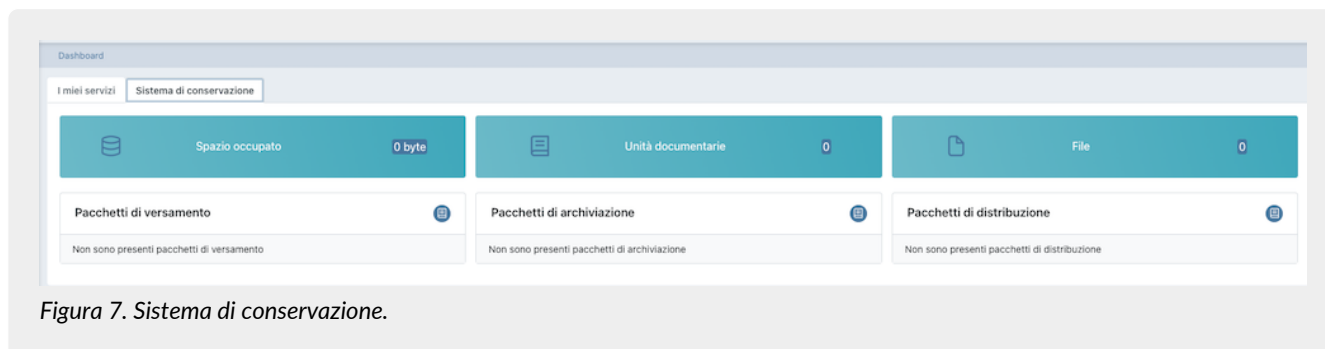 Dashboard
I miei servizi Sistema di conservazione
Spazio occupato 0 byte Unità documentarie 0 File 0
Pacchetti di versamento Pacchetti di archiviazione Pacchetti di distribuzione
Non sono presenti pacchetti di versamento Non sono presenti pacchetti di archiviazione Non sono presenti pacchetti di distribuzione
Figura 7. Sistema di conservazione.